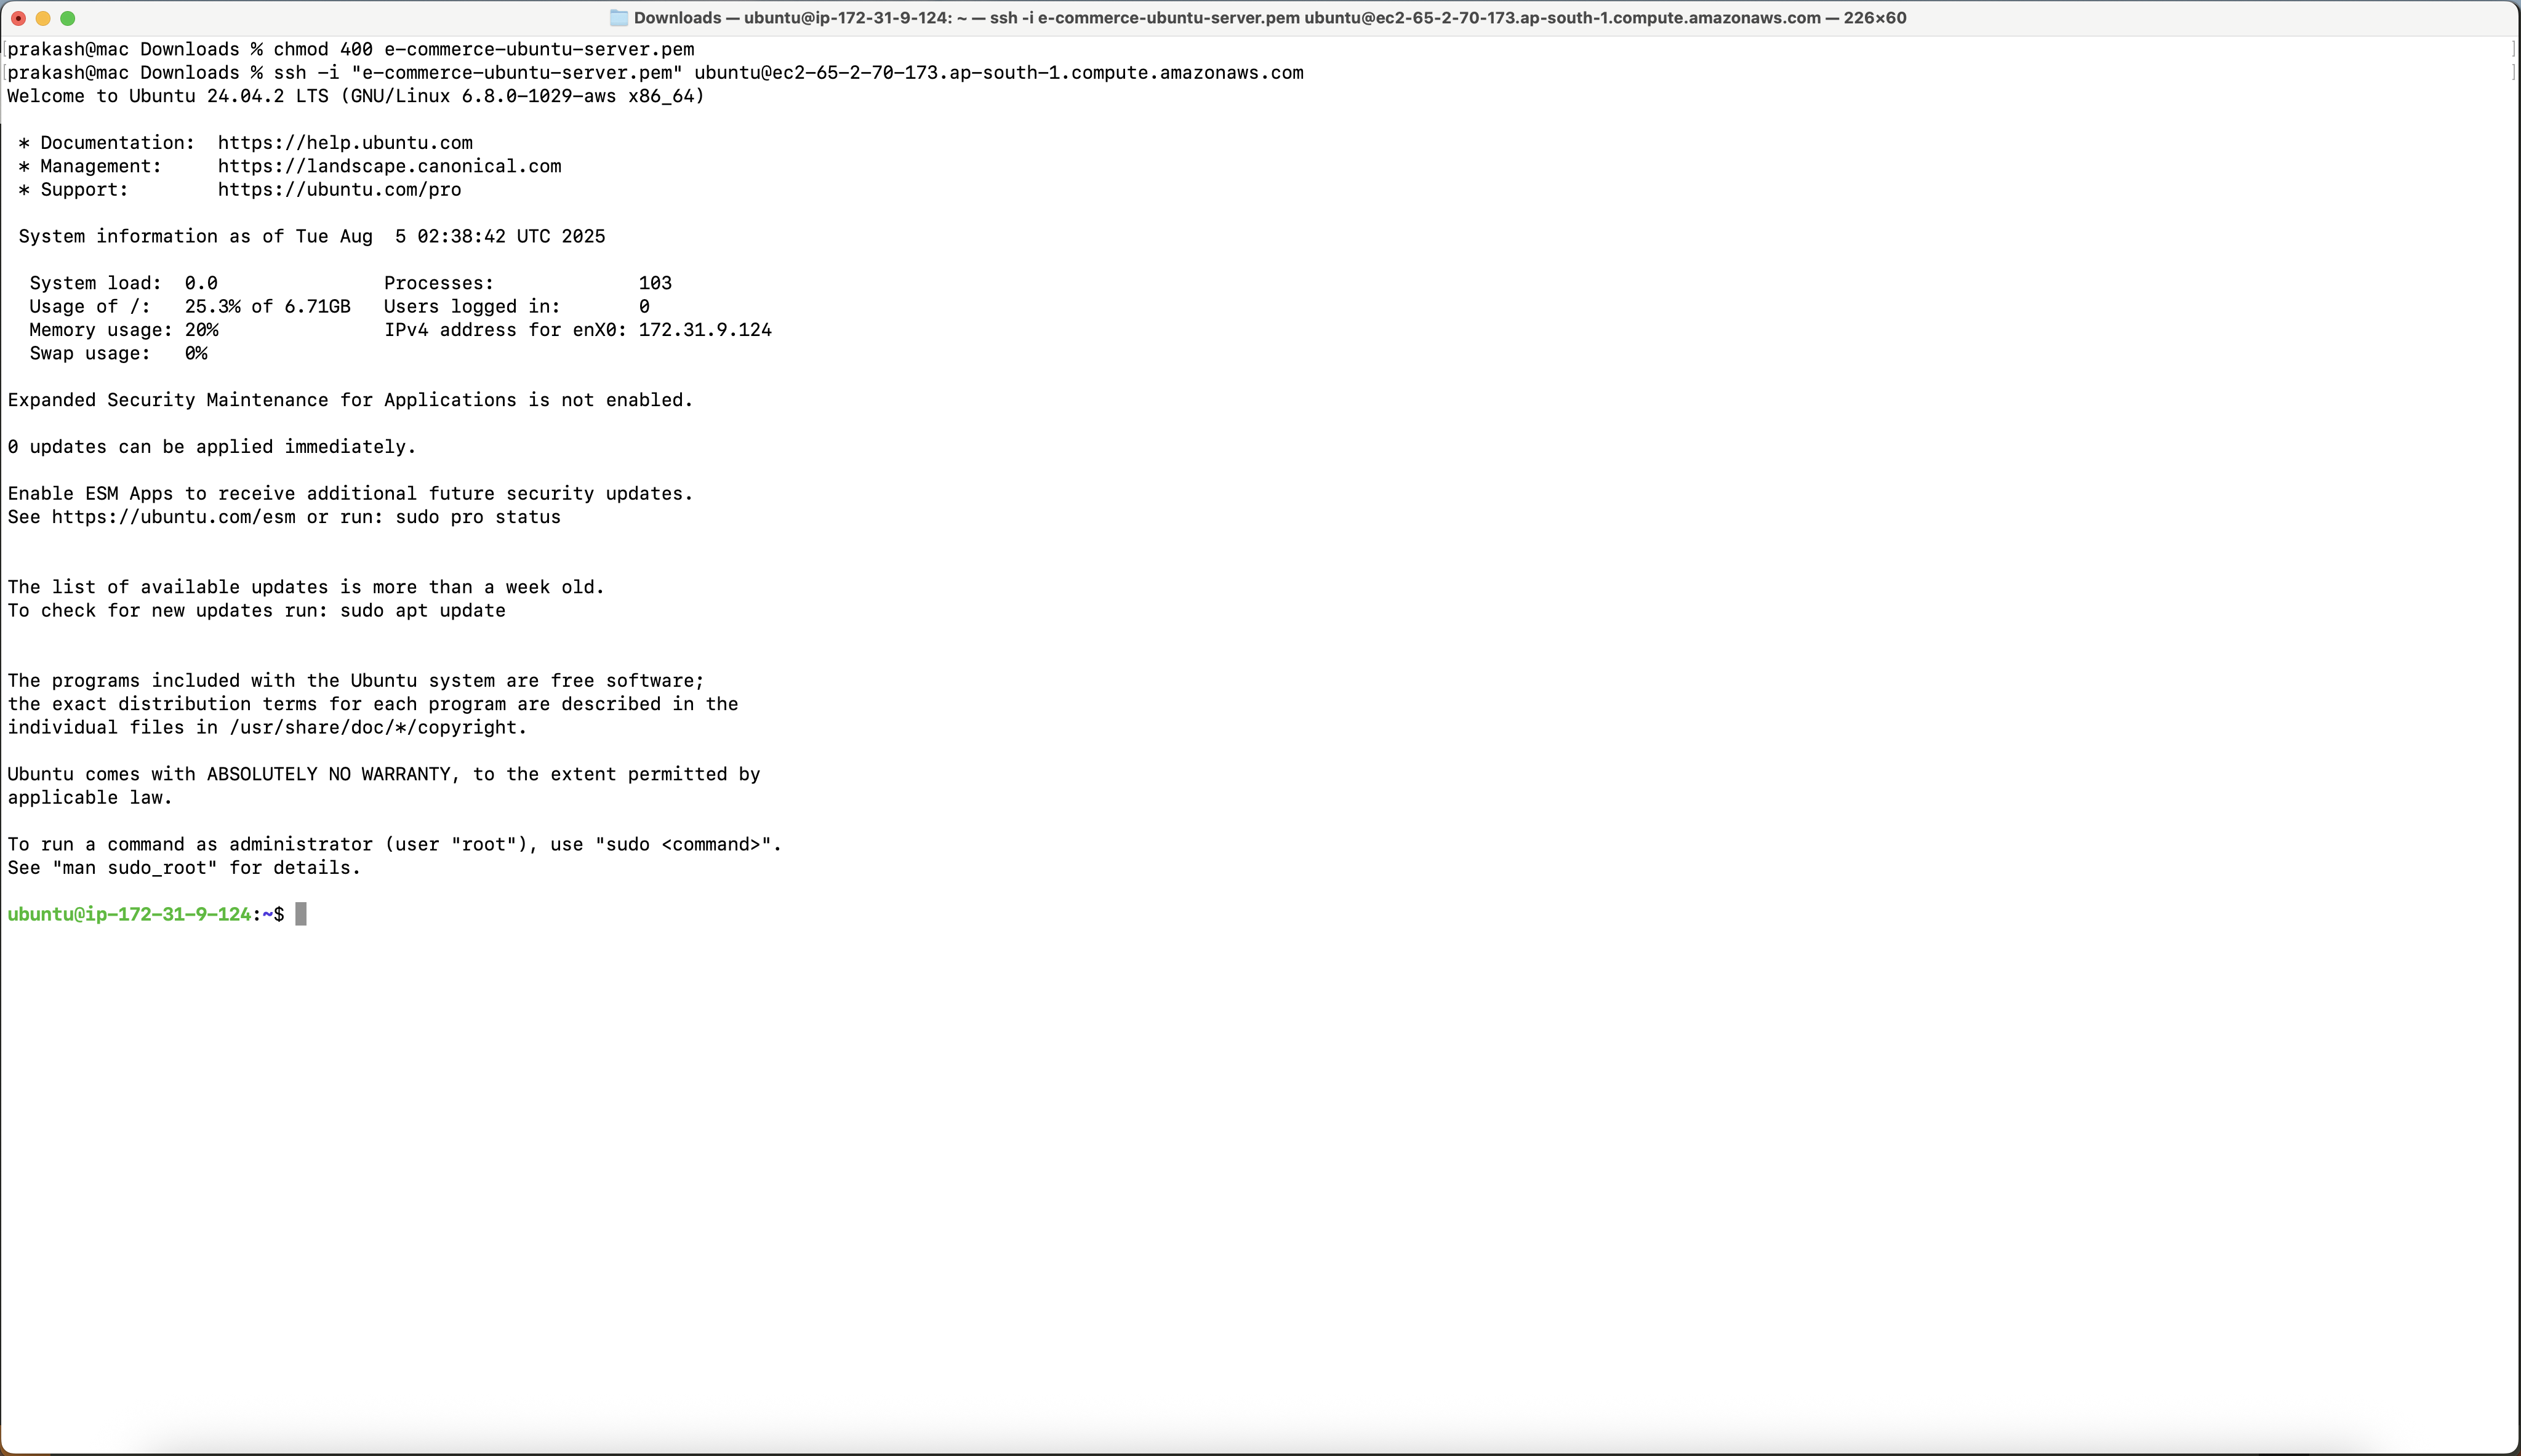 Downloads — ubuntu@ip-172-31-9-124: ~ — ssh -i e-commerce-ubuntu-server.pem ubuntu@ec2-65-2-70-173.ap-south-1.compute.amazonaws.com — 226×60
[prakash@mac Downloads % chmod 400 e-commerce-ubuntu-server.pem ]
[prakash@mac Downloads % ssh -i "e-commerce-ubuntu-server.pem" ubuntu@ec2-65-2-70-173.ap-south-1.compute.amazonaws.com ]
Welcome to Ubuntu 24.04.2 LTS (GNU/Linux 6.8.0-1029-aws x86_64)
* Documentation:  https://help.ubuntu.com
* Management:     https://landscape.canonical.com
* Support:        https://ubuntu.com/pro
System information as of Tue Aug  5 02:38:42 UTC 2025
System load:  0.0               Processes:             103
Usage of /:   25.3% of 6.71GB   Users logged in:       0
Memory usage: 20%               IPv4 address for enX0: 172.31.9.124
Swap usage:   0%
Expanded Security Maintenance for Applications is not enabled.
0 updates can be applied immediately.
Enable ESM Apps to receive additional future security updates.
See https://ubuntu.com/esm or run: sudo pro status
The list of available updates is more than a week old.
To check for new updates run: sudo apt update
The programs included with the Ubuntu system are free software;
the exact distribution terms for each program are described in the
individual files in /usr/share/doc/*/copyright.
Ubuntu comes with ABSOLUTELY NO WARRANTY, to the extent permitted by
applicable law.
To run a command as administrator (user "root"), use "sudo <command>".
See "man sudo_root" for details.
ubuntu@ip-172-31-9-124:~$